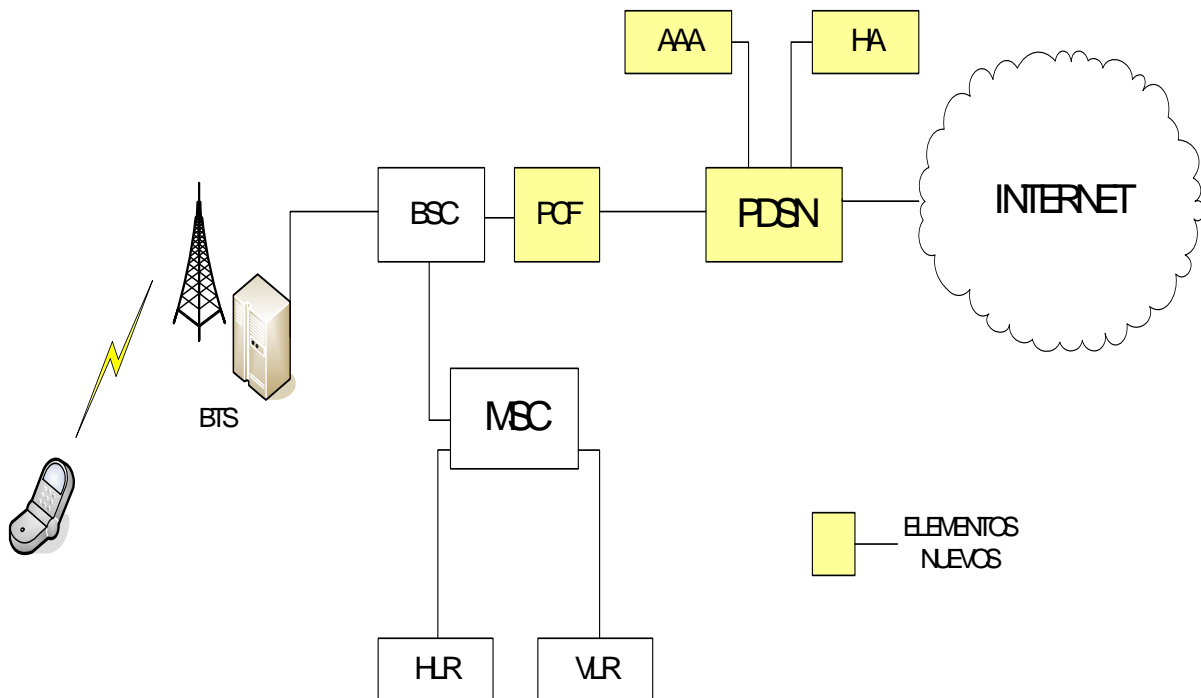 AAA
HA
BSC
PCF
PDSN
INTERNET
BTS
MSC
ELEMENTOS
NUEVOS
HLR
VLR